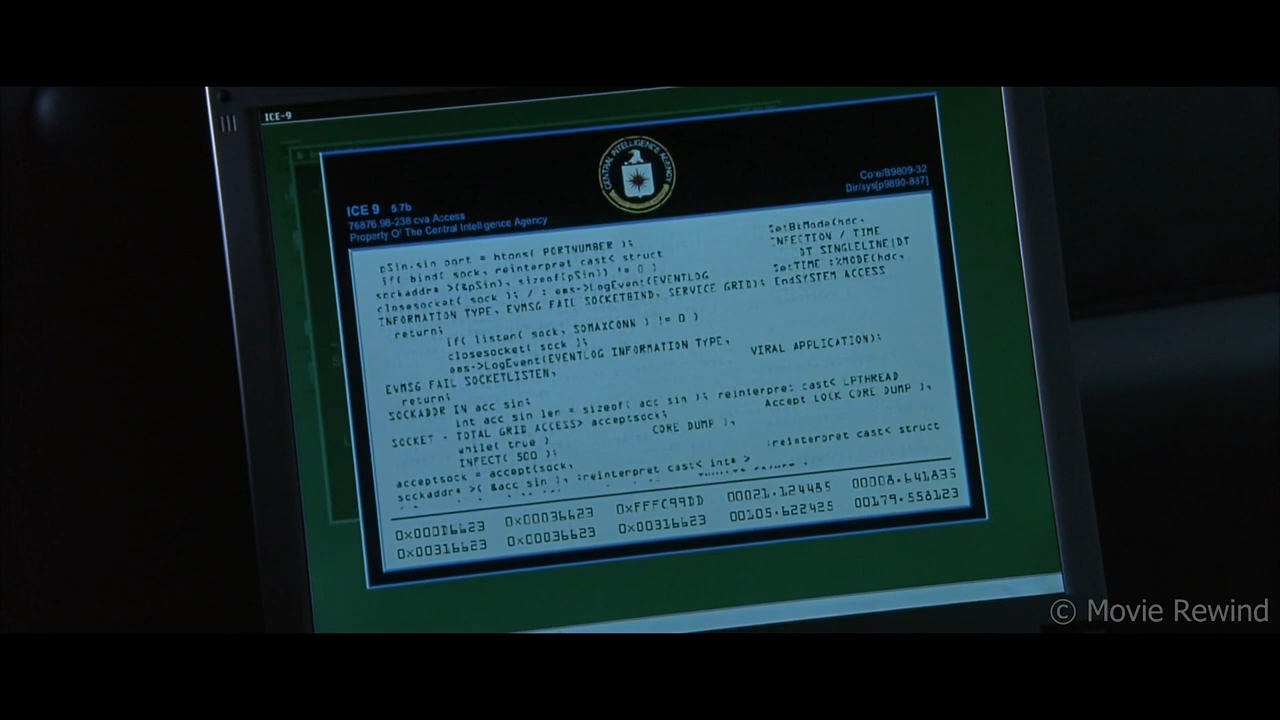 ICE-9
CENTRAL INTELLIGENCE AGENCY
ICE 9 5.7b
76876.98-238 cva Access
Property Of The Central Intelligence Agency
Core/B9809-32
Dir/sys[p9890-887]
pSin.sin port = htons( PORTNUMBER );
if( bind( sock, reinterpret cast< struct
sockaddr* >(&pSin), sizeof(pSin)) != 0 )
closesocket( sock ); / : ems->LogEvent(EVENTLOG
INFORMATION TYPE, EVMSG FAIL SOCKETBIND, SERVICE GRID);
return;
if( listen( sock, SOMAXCONN ) != 0 )
closesocket( sock );
ems->LogEvent(EVENTLOG INFORMATION TYPE,
EVMSG FAIL SOCKETLISTEN,
return;
SOCKADDR IN acc sin;
int acc sin len = sizeof( acc sin ); reinterpret cast< LPTHREAD
SOCKET - TOTAL GRID ACCESS> acceptsock;
while( true ) CORE DUMP ),
INFECT( 500 );
acceptsock = accept(sock,
sockaddr* >( &acc sin ), :reinterpret cast< int* >
SetBkMode(hdc,
INFECTION / TIME
DT SINGLELINE|DT
SetTIME :%MODE(hdc,
EndSYSTEM ACCESS
VIRAL APPLICATION);
Accept LOCK CORE DUMP ),
:reinterpret cast< struct
0x000D6623 0x00036623 0xFFFC99DD 00021.124485 00008.641835
0x00316623 0x00036623 0x00316623 00105.622425 00179.558123
© Movie Rewind